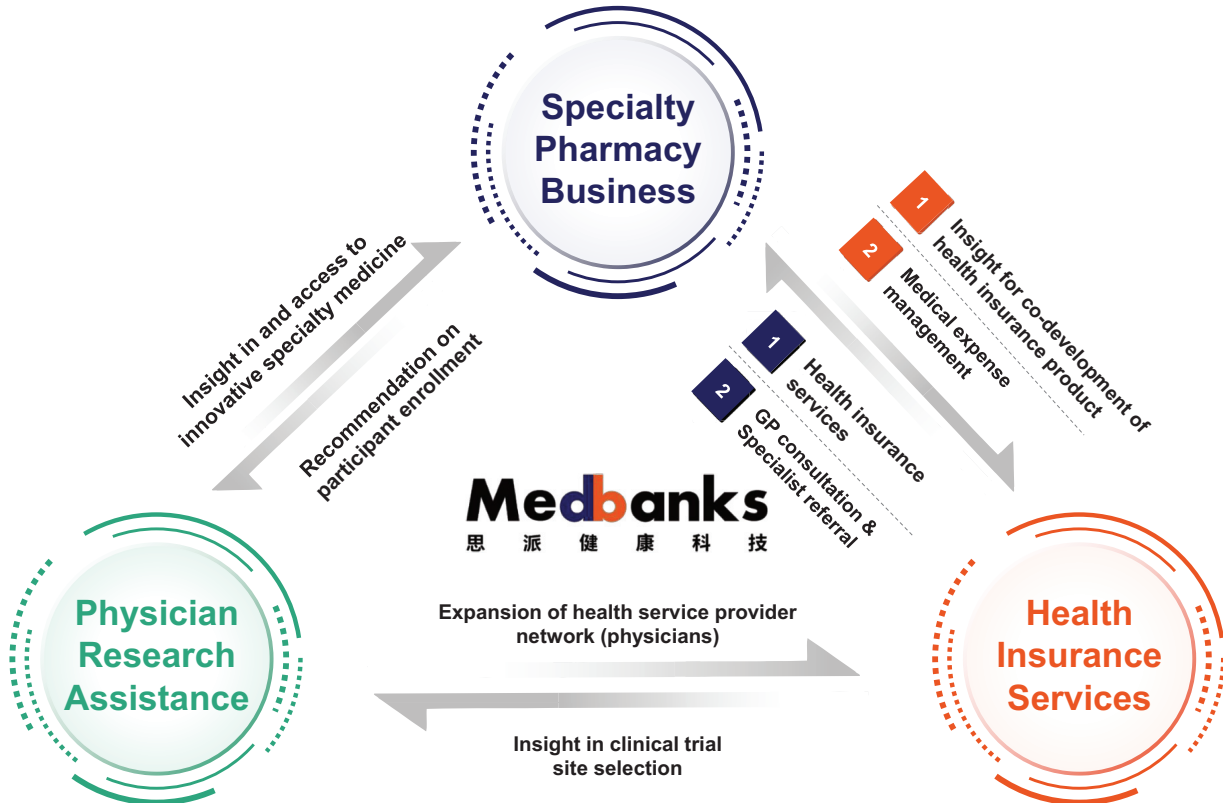 Specialty
Pharmacy
Business
Insight in and access to
innovative specialty medicine
Recommendation on
participant enrollment
1
Insight for co-development of
health insurance product
2
Medical expense
management
1
Health insurance
services
2
GP consultation &
Specialist referral
Medbanks
思派健康科技
Physician
Research
Assistance
Expansion of health service provider
network (physicians)
Insight in clinical trial
site selection
Health
Insurance
Services